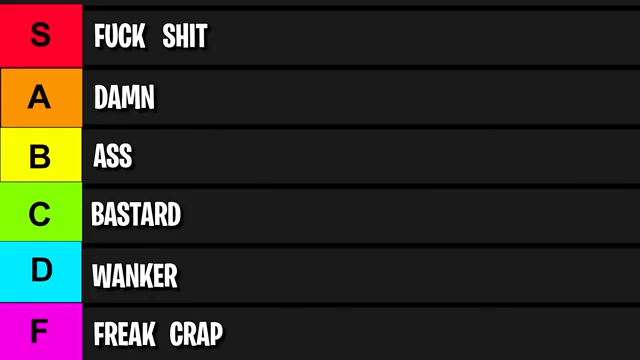 S FUCK SHIT
A DAMN
B ASS
C BASTARD
D WANKER
F FREAK CRAP